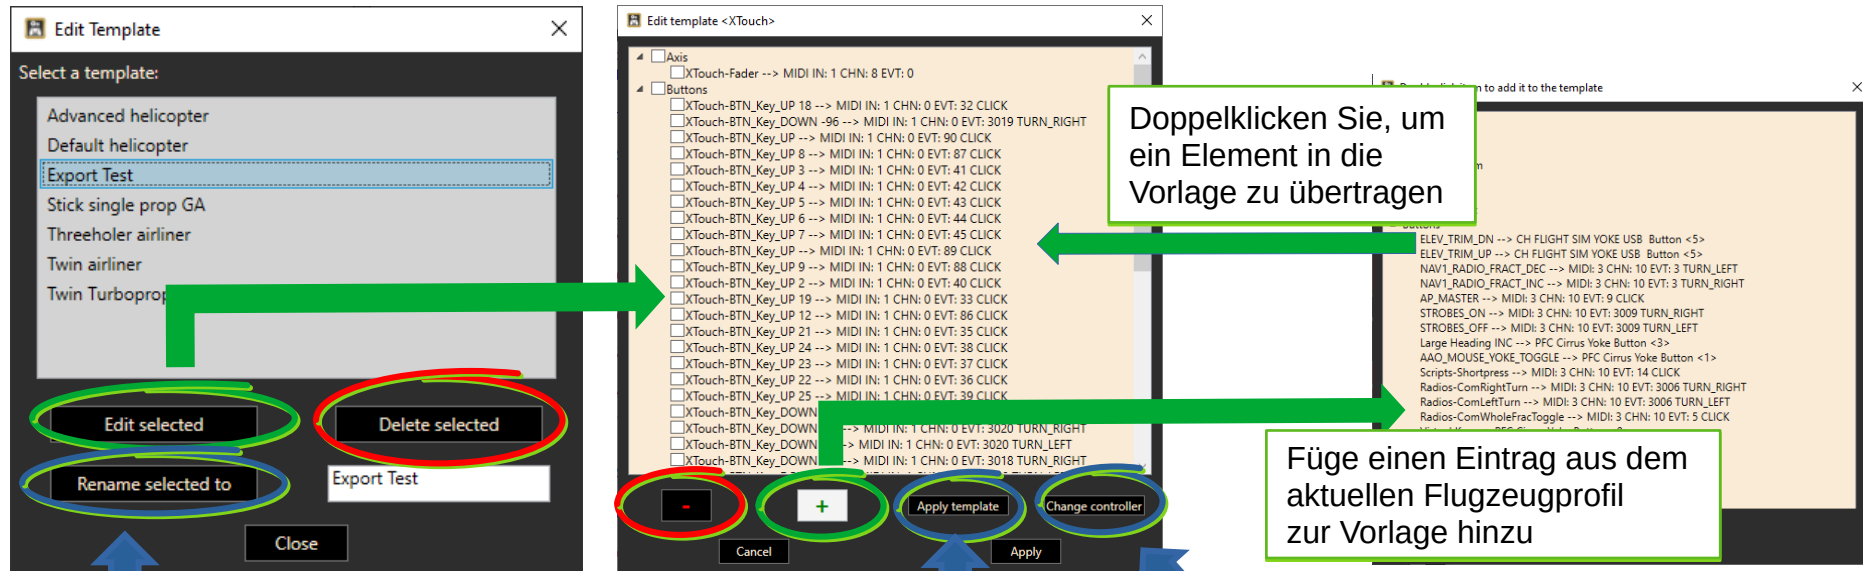 Edit Template
Select a template:
Advanced helicopter
Default helicopter
Export Test
Stick single prop GA
Threeholer airliner
Twin airliner
Twin Turboprop
Edit selected
Delete selected
Rename selected to
Export Test
Close
Edit template <XTouch>
Axis
XTouch-Fader --> MIDI IN: 1 CHN: 8 EVT: 0
Buttons
XTouch-BTN_Key_UP 18 --> MIDI IN: 1 CHN: 0 EVT: 32 CLICK
XTouch-BTN_Key_DOWN -96 --> MIDI IN: 1 CHN: 0 EVT: 3019 TURN_RIGHT
XTouch-BTN_Key_UP --> MIDI IN: 1 CHN: 0 EVT: 90 CLICK
XTouch-BTN_Key_UP 8 --> MIDI IN: 1 CHN: 0 EVT: 87 CLICK
XTouch-BTN_Key_UP 3 --> MIDI IN: 1 CHN: 0 EVT: 41 CLICK
XTouch-BTN_Key_UP 4 --> MIDI IN: 1 CHN: 0 EVT: 42 CLICK
XTouch-BTN_Key_UP 5 --> MIDI IN: 1 CHN: 0 EVT: 43 CLICK
XTouch-BTN_Key_UP 6 --> MIDI IN: 1 CHN: 0 EVT: 44 CLICK
XTouch-BTN_Key_UP 7 --> MIDI IN: 1 CHN: 0 EVT: 45 CLICK
XTouch-BTN_Key_UP --> MIDI IN: 1 CHN: 0 EVT: 89 CLICK
XTouch-BTN_Key_UP 9 --> MIDI IN: 1 CHN: 0 EVT: 88 CLICK
XTouch-BTN_Key_UP 2 --> MIDI IN: 1 CHN: 0 EVT: 40 CLICK
XTouch-BTN_Key_UP 19 --> MIDI IN: 1 CHN: 0 EVT: 33 CLICK
XTouch-BTN_Key_UP 12 --> MIDI IN: 1 CHN: 0 EVT: 86 CLICK
XTouch-BTN_Key_UP 21 --> MIDI IN: 1 CHN: 0 EVT: 35 CLICK
XTouch-BTN_Key_UP 24 --> MIDI IN: 1 CHN: 0 EVT: 38 CLICK
XTouch-BTN_Key_UP 23 --> MIDI IN: 1 CHN: 0 EVT: 37 CLICK
XTouch-BTN_Key_UP 22 --> MIDI IN: 1 CHN: 0 EVT: 36 CLICK
XTouch-BTN_Key_UP 25 --> MIDI IN: 1 CHN: 0 EVT: 39 CLICK
XTouch-BTN_Key_DOWN
XTouch-BTN_Key_DOWN --> MIDI IN: 1 CHN: 0 EVT: 3020 TURN_RIGHT
XTouch-BTN_Key_DOWN > MIDI IN: 1 CHN: 0 EVT: 3020 TURN_LEFT
XTouch-BTN_Key_DOWN --> MIDI IN: 1 CHN: 0 EVT: 3018 TURN_RIGHT
-
+
Apply template
Change controller
Cancel
Apply
Doppelklicken Sie, um
ein Element in die
Vorlage zu übertragen
to add it to the template
Buttons
ELEV_TRIM_DN --> CH FLIGHT SIM YOKE USB Button <5>
ELEV_TRIM_UP --> CH FLIGHT SIM YOKE USB Button <5>
NAV1_RADIO_FRACT_DEC --> MIDI: 3 CHN: 10 EVT: 3 TURN_LEFT
NAV1_RADIO_FRACT_INC --> MIDI: 3 CHN: 10 EVT: 3 TURN_RIGHT
AP_MASTER --> MIDI: 3 CHN: 10 EVT: 9 CLICK
STROBES_ON --> MIDI: 3 CHN: 10 EVT: 3009 TURN_RIGHT
STROBES_OFF --> MIDI: 3 CHN: 10 EVT: 3009 TURN_LEFT
Large Heading INC --> PFC Cirrus Yoke Button <3>
AAO_MOUSE_YOKE_TOGGLE --> PFC Cirrus Yoke Button <1>
Scripts-Shortpress --> MIDI: 3 CHN: 10 EVT: 14 CLICK
Radios-ComRightTurn --> MIDI: 3 CHN: 10 EVT: 3006 TURN_RIGHT
Radios-ComLeftTurn --> MIDI: 3 CHN: 10 EVT: 3006 TURN_LEFT
Radios-ComWholeFracToggle --> MIDI: 3 CHN: 10 EVT: 5 CLICK
Füge einen Eintrag aus dem
aktuellen Flugzeugprofil
zur Vorlage hinzu